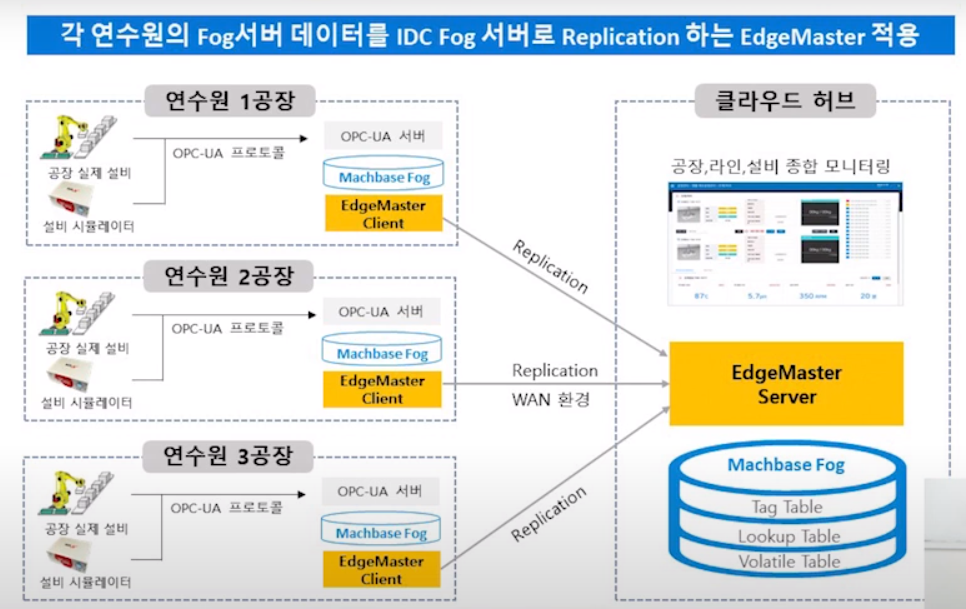 각 연수원의 Fog서버 데이터를 IDC Fog 서버로 Replication 하는 EdgeMaster 적용
연수원 1공장
공장 실제 설비
설비 시뮬레이터
OPC-UA 프로토콜
OPC-UA 서버
Machbase Fog
EdgeMaster
Client
연수원 2공장
공장 실제 설비
설비 시뮬레이터
OPC-UA 프로토콜
OPC-UA 서버
Machbase Fog
EdgeMaster
Client
연수원 3공장
공장 실제 설비
설비 시뮬레이터
OPC-UA 프로토콜
OPC-UA 서버
Machbase Fog
EdgeMaster
Client
Replication
Replication
WAN 환경
Replication
클라우드 허브
공장,라인,설비 종합 모니터링
87℃
5.7㎛
350
20
EdgeMaster
Server
Machbase Fog
Tag Table
Lookup Table
Volatile Table